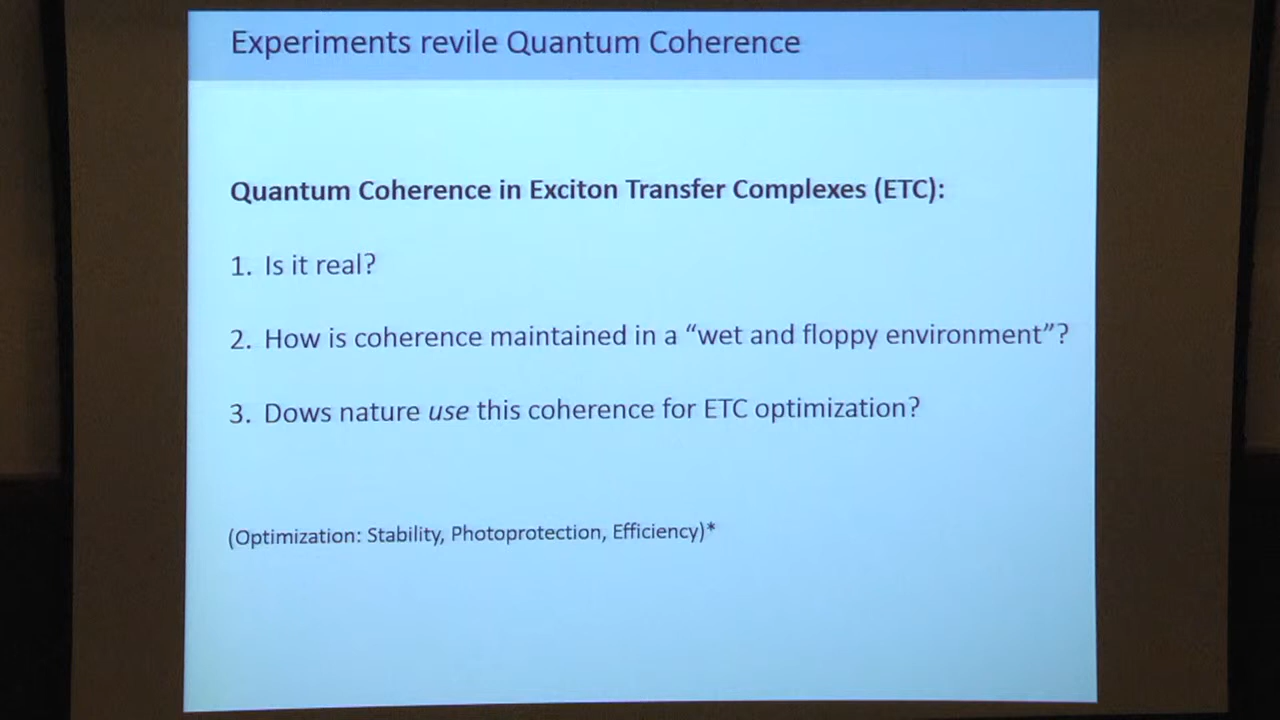 Experiments revile Quantum Coherence
Quantum Coherence in Exciton Transfer Complexes (ETC):
1. Is it real?
2. How is coherence maintained in a “wet and floppy environment”?
3. Dows nature use this coherence for ETC optimization?
(Optimization: Stability, Photoprotection, Efficiency)*